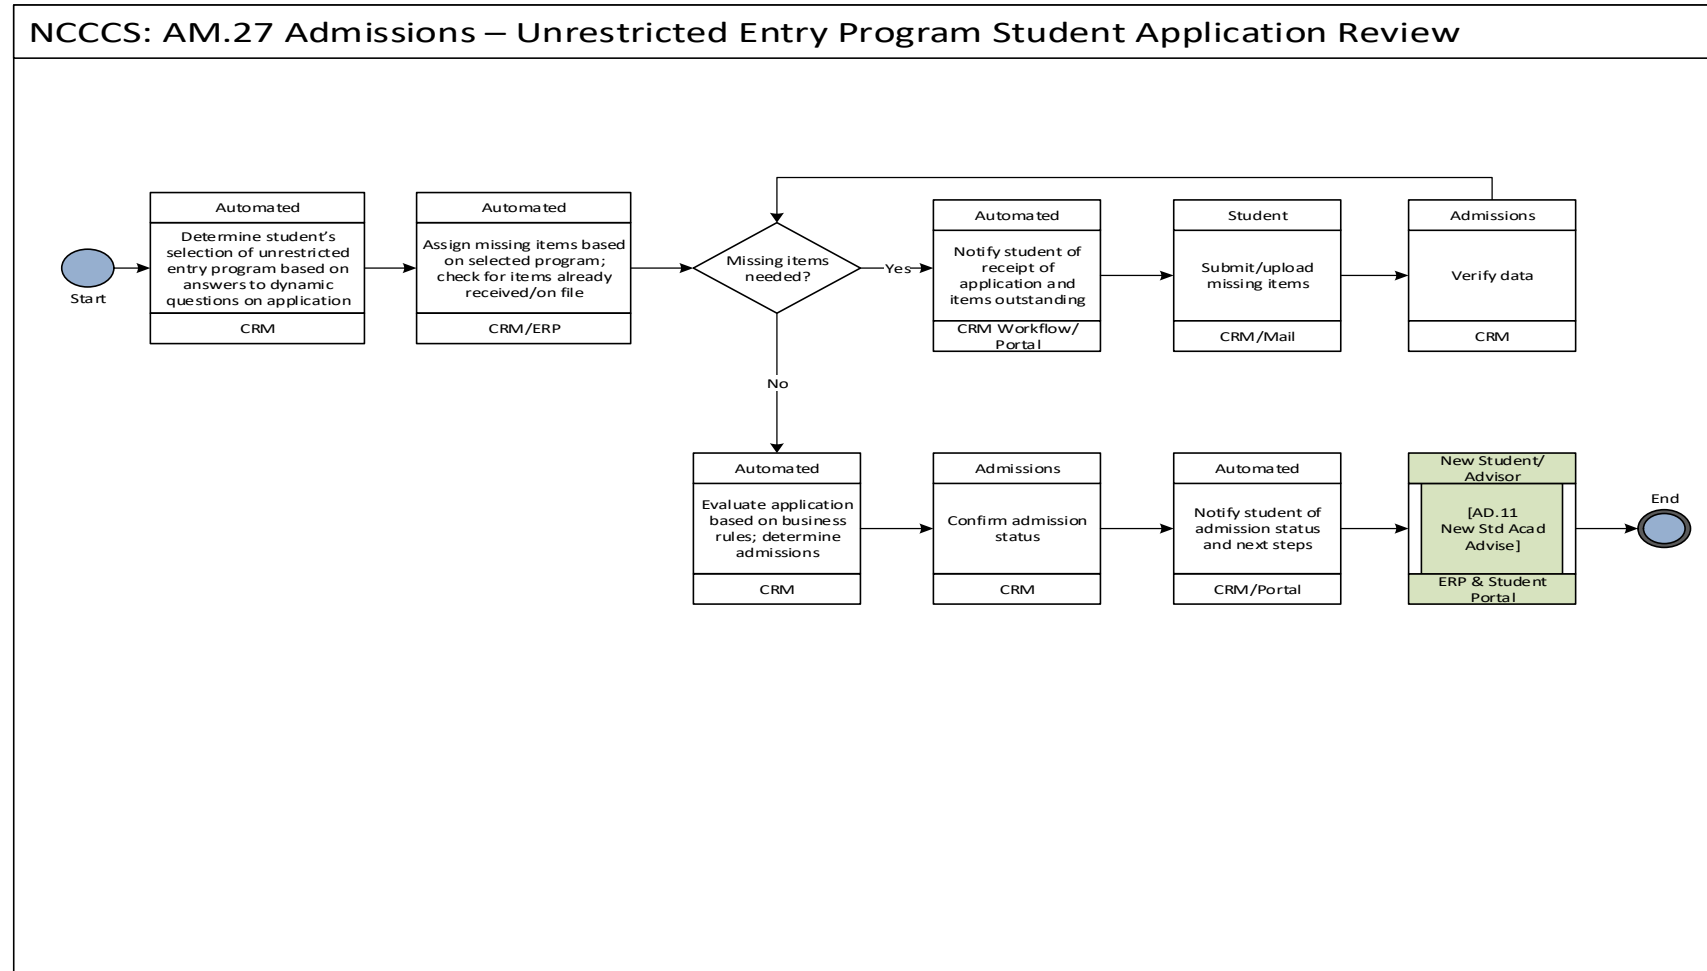 NCCCS: AM.27 Admissions – Unrestricted Entry Program Student Application Review
Start
Automated
Determine student’s
selection of unrestricted
entry program based on
answers to dynamic
questions on application
CRM
Automated
Assign missing items based
on selected program;
check for items already
received/on file
CRM/ERP
Missing items
needed?
Yes
Automated
Notify student of
receipt of
application and
items outstanding
CRM Workflow/
Portal
Student
Submit/upload
missing items
CRM/Mail
Admissions
Verify data
CRM
No
Automated
Evaluate application
based on business
rules; determine
admissions
CRM
Admissions
Confirm admission
status
CRM
Automated
Notify student of
admission status
and next steps
CRM/Portal
New Student/
Advisor
[AD.11
New Std Acad
Advise]
ERP & Student
Portal
End